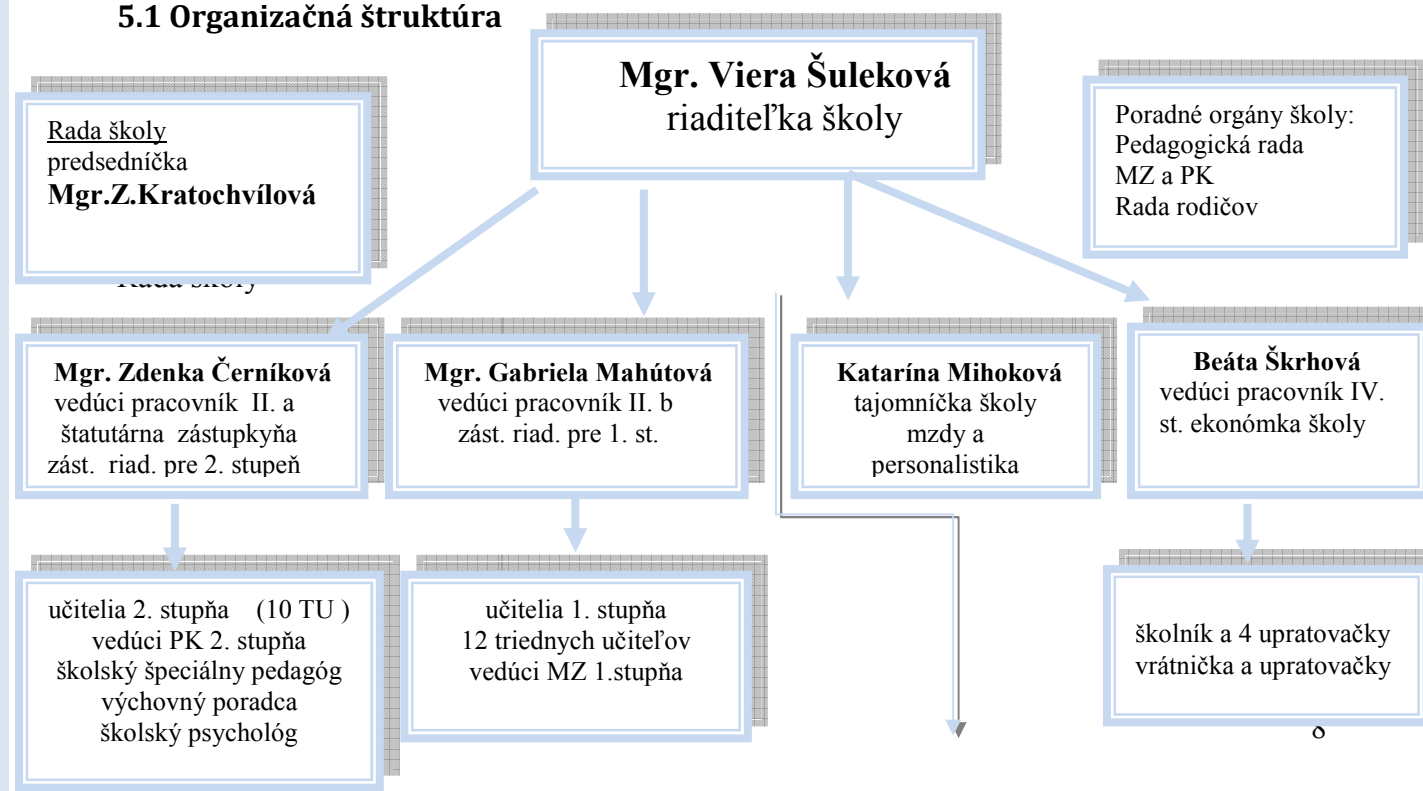 5.1 Organizačná štruktúra
Mgr. Viera Šuleková
riaditeľka školy
Rada školy
predsedníčka
Mgr.Z.Kratochvílová
Poradné orgány školy:
Pedagogická rada
MZ a PK
Rada rodičov
Rada školy
Mgr. Zdenka Černíková
vedúci pracovník II. a
štatutárna zástupkyňa
zást. riad. pre 2. stupeň
Mgr. Gabriela Mahútová
vedúci pracovník II. b
zást. riad. pre 1. st.
Katarína Mihoková
tajomníčka školy
mzdy a
personalistika
Beáta Škrhová
vedúci pracovník IV.
st. ekonómka školy
učitelia 2. stupňa (10 TU )
vedúci PK 2. stupňa
školský špeciálny pedagóg
výchovný poradca
školský psychológ
učitelia 1. stupňa
12 triednych učiteľov
vedúci MZ 1.stupňa
školník a 4 upratovačky
vrátnička a upratovačky